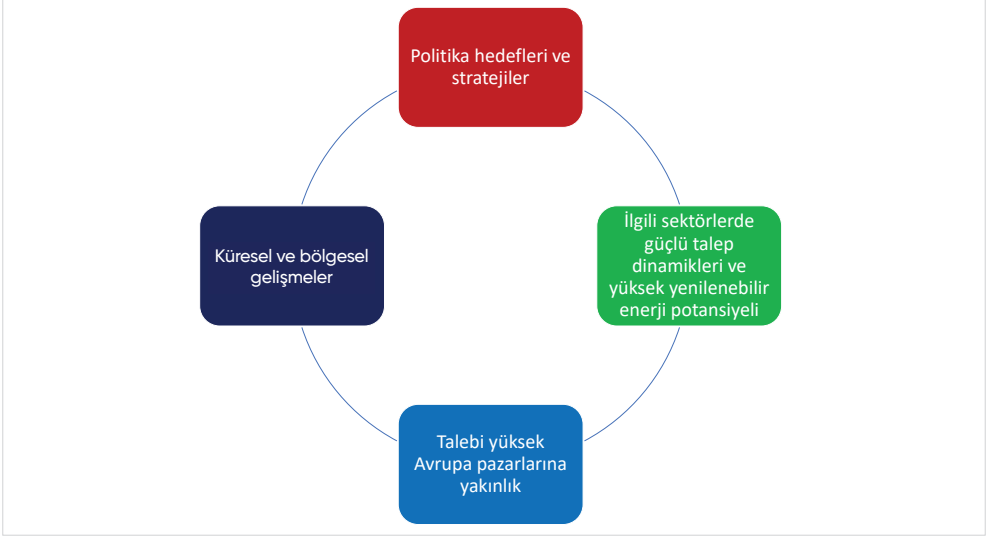 Politika hedefleri ve
stratejiler
Küresel ve bölgesel
gelişmeler
İlgili sektörlerde
güçlü talep
dinamikleri ve
yüksek yenilenebilir
enerji potansiyeli
Talebi yüksek
Avrupa pazarlarına
yakınlık